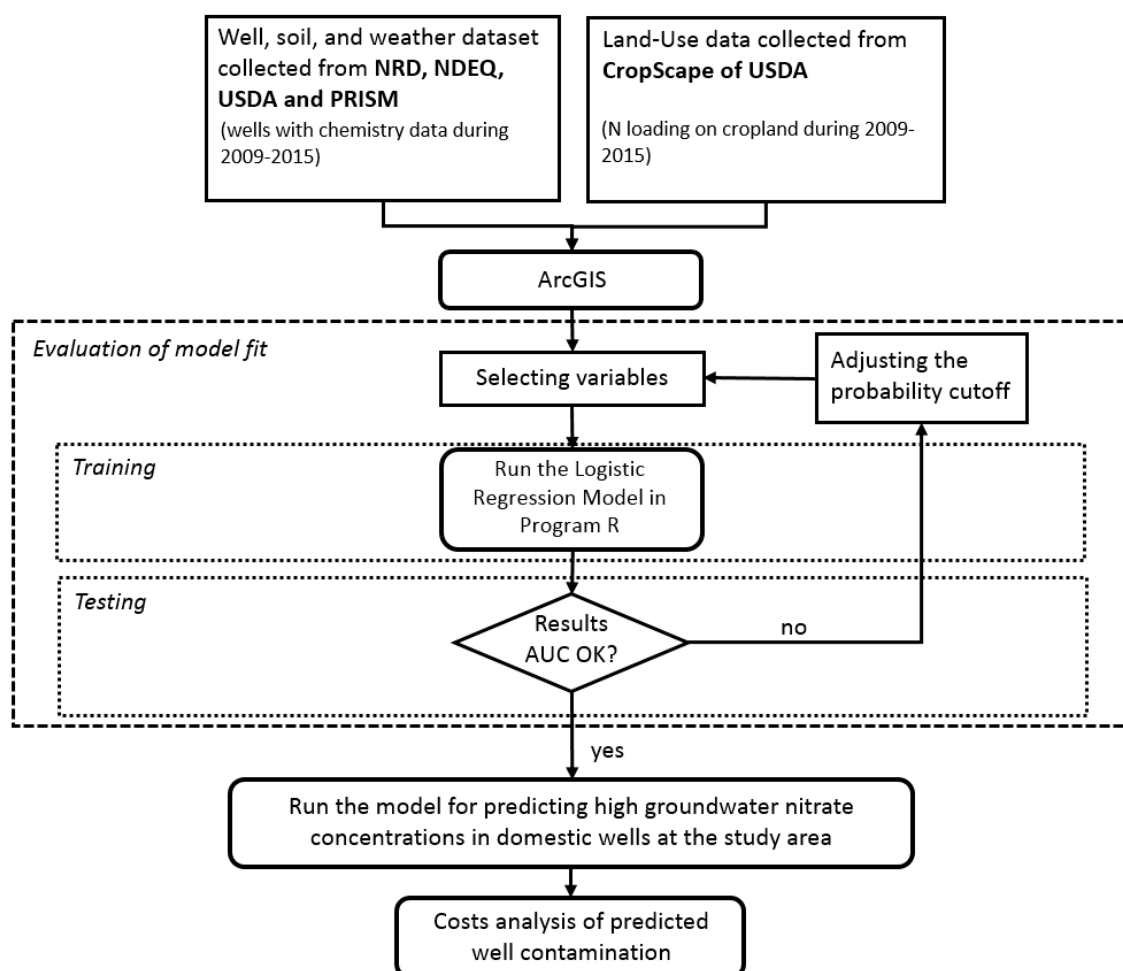 Well, soil, and weather dataset
collected from NRD, NDEQ,
USDA and PRISM
(wells with chemistry data during
2009-2015)
Land-Use data collected from
CropScape of USDA
(N loading on cropland during 2009-
2015)
ArcGIS
Evaluation of model fit
Selecting variables
Adjusting the
probability cutoff
Training
Run the Logistic
Regression Model in
Program R
Testing
Results
AUC OK?
no
yes
Run the model for predicting high groundwater nitrate
concentrations in domestic wells at the study area
Costs analysis of predicted
well contamination